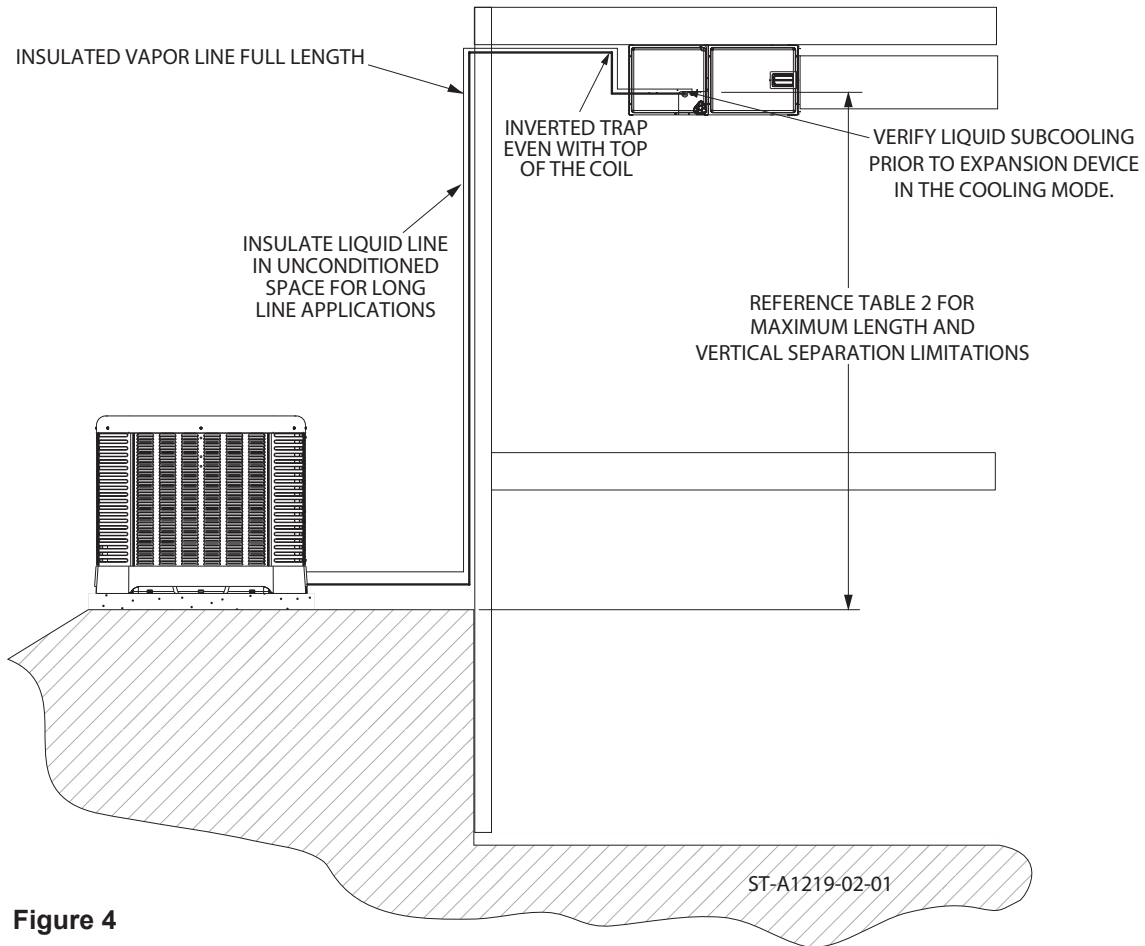 INSULATED VAPOR LINE FULL LENGTH
INVERTED TRAP
EVEN WITH TOP
OF THE COIL
VERIFY LIQUID SUBCOOLING
PRIOR TO EXPANSION DEVICE
IN THE COOLING MODE.
INSULATE LIQUID LINE
IN UNCONDITIONED
SPACE FOR LONG
LINE APPLICATIONS
REFERENCE TABLE 2 FOR
MAXIMUM LENGTH AND
VERTICAL SEPARATION LIMITATIONS
ST-A1219-02-01
Figure 4